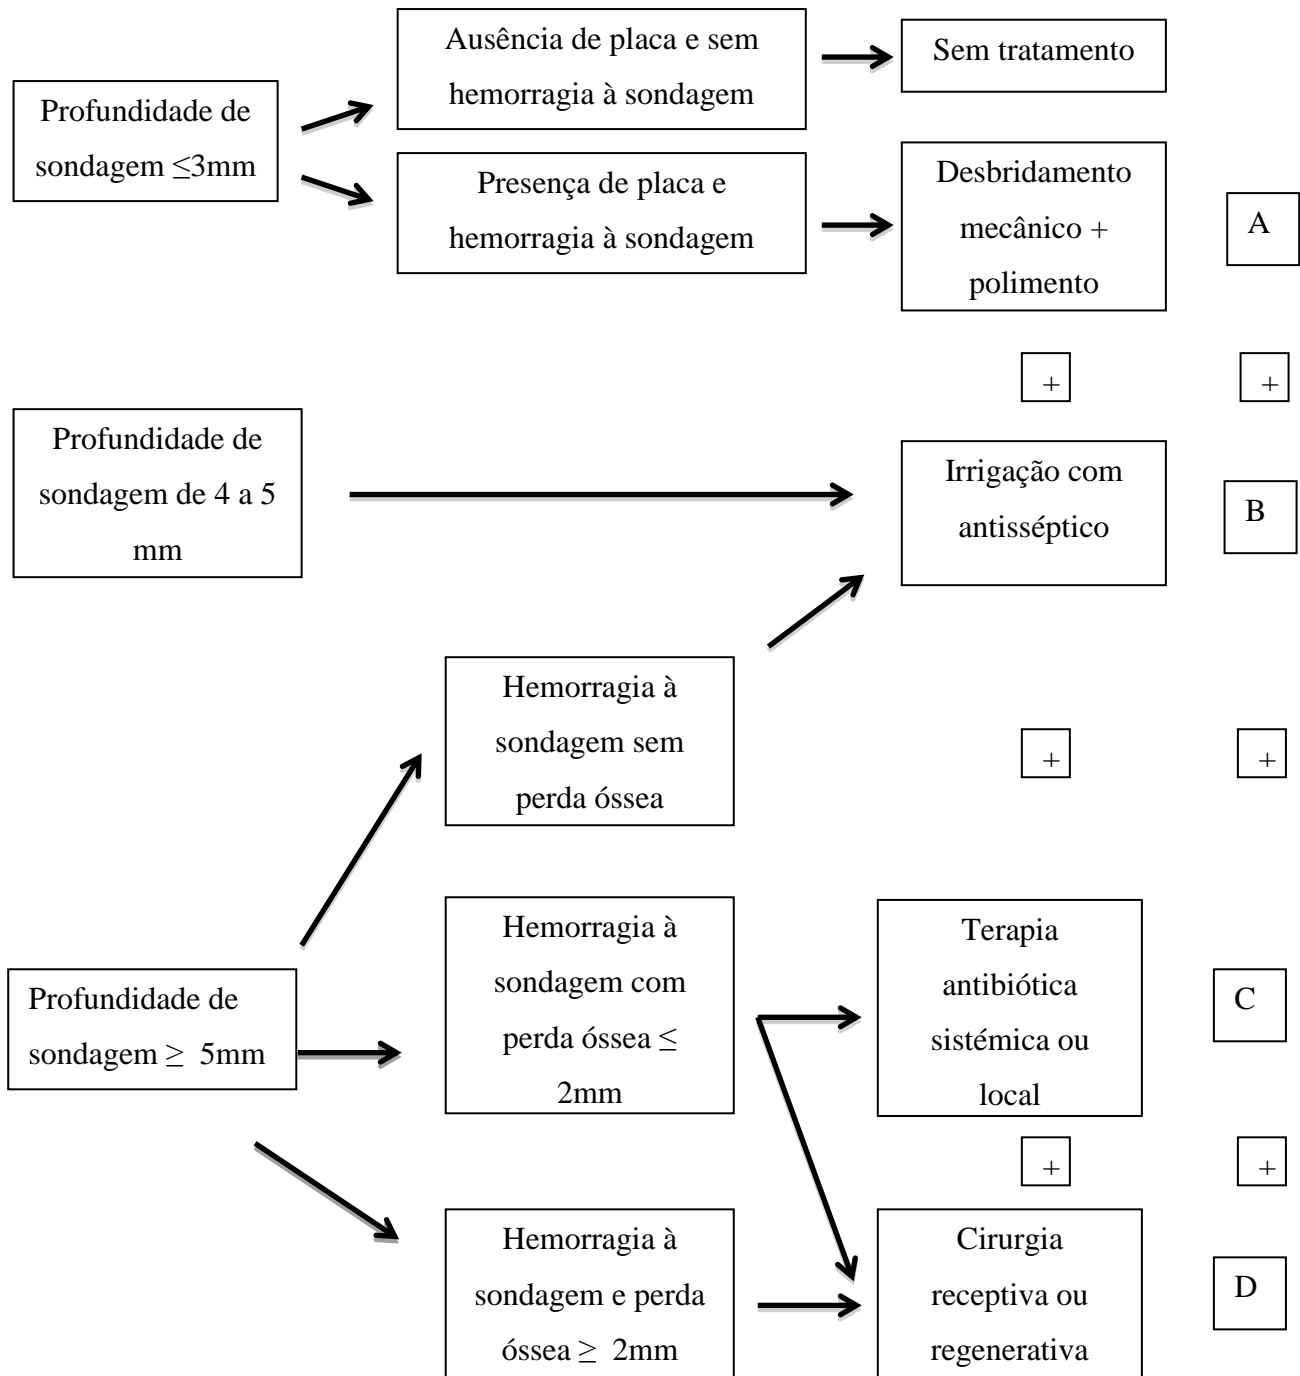 Ausência de placa e sem
hemorragia à sondagem
Sem tratamento
Profundidade de
sondagem ≤3mm
Presença de placa e
hemorragia à sondagem
Desbridamento
mecânico +
polimento
A
+
+
Profundidade de
sondagem de 4 a 5
mm
Irrigação com
antisséptico
B
Hemorragia à
sondagem sem
perda óssea
+
+
Profundidade de
sondagem ≥ 5mm
Hemorragia à
sondagem com
perda óssea ≤
2mm
Terapia
antibiótica
sistémica ou
local
C
+
+
Hemorragia à
sondagem e perda
óssea ≥ 2mm
Cirurgia
receptiva ou
regenerativa
D